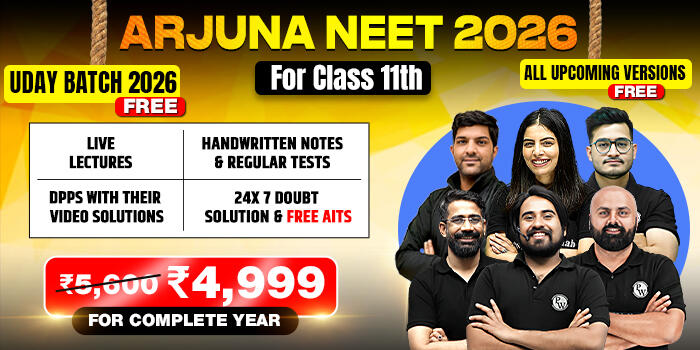 ARJUNA NEET 2026
For Class 11th
UDAY BATCH 2026
FREE
ALL UPCOMING VERSIONS
FREE
LIVE
LECTURES
HANDWRITTEN NOTES
& REGULAR TESTS
DPPS WITH THEIR
VIDEO SOLUTIONS
24X 7 DOUBT
SOLUTION & FREE AITS
₹5,600 ₹4,999
FOR COMPLETE YEAR
PW